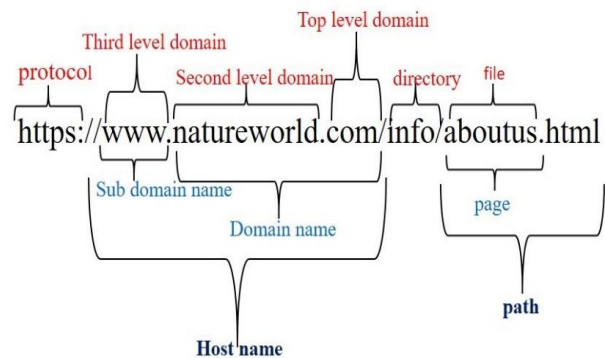 Top level domain
Third level domain
protocol Second level domain directory file
https://www.natureworld.com/info/aboutus.html
Sub domain name page
Domain name
path
Host name